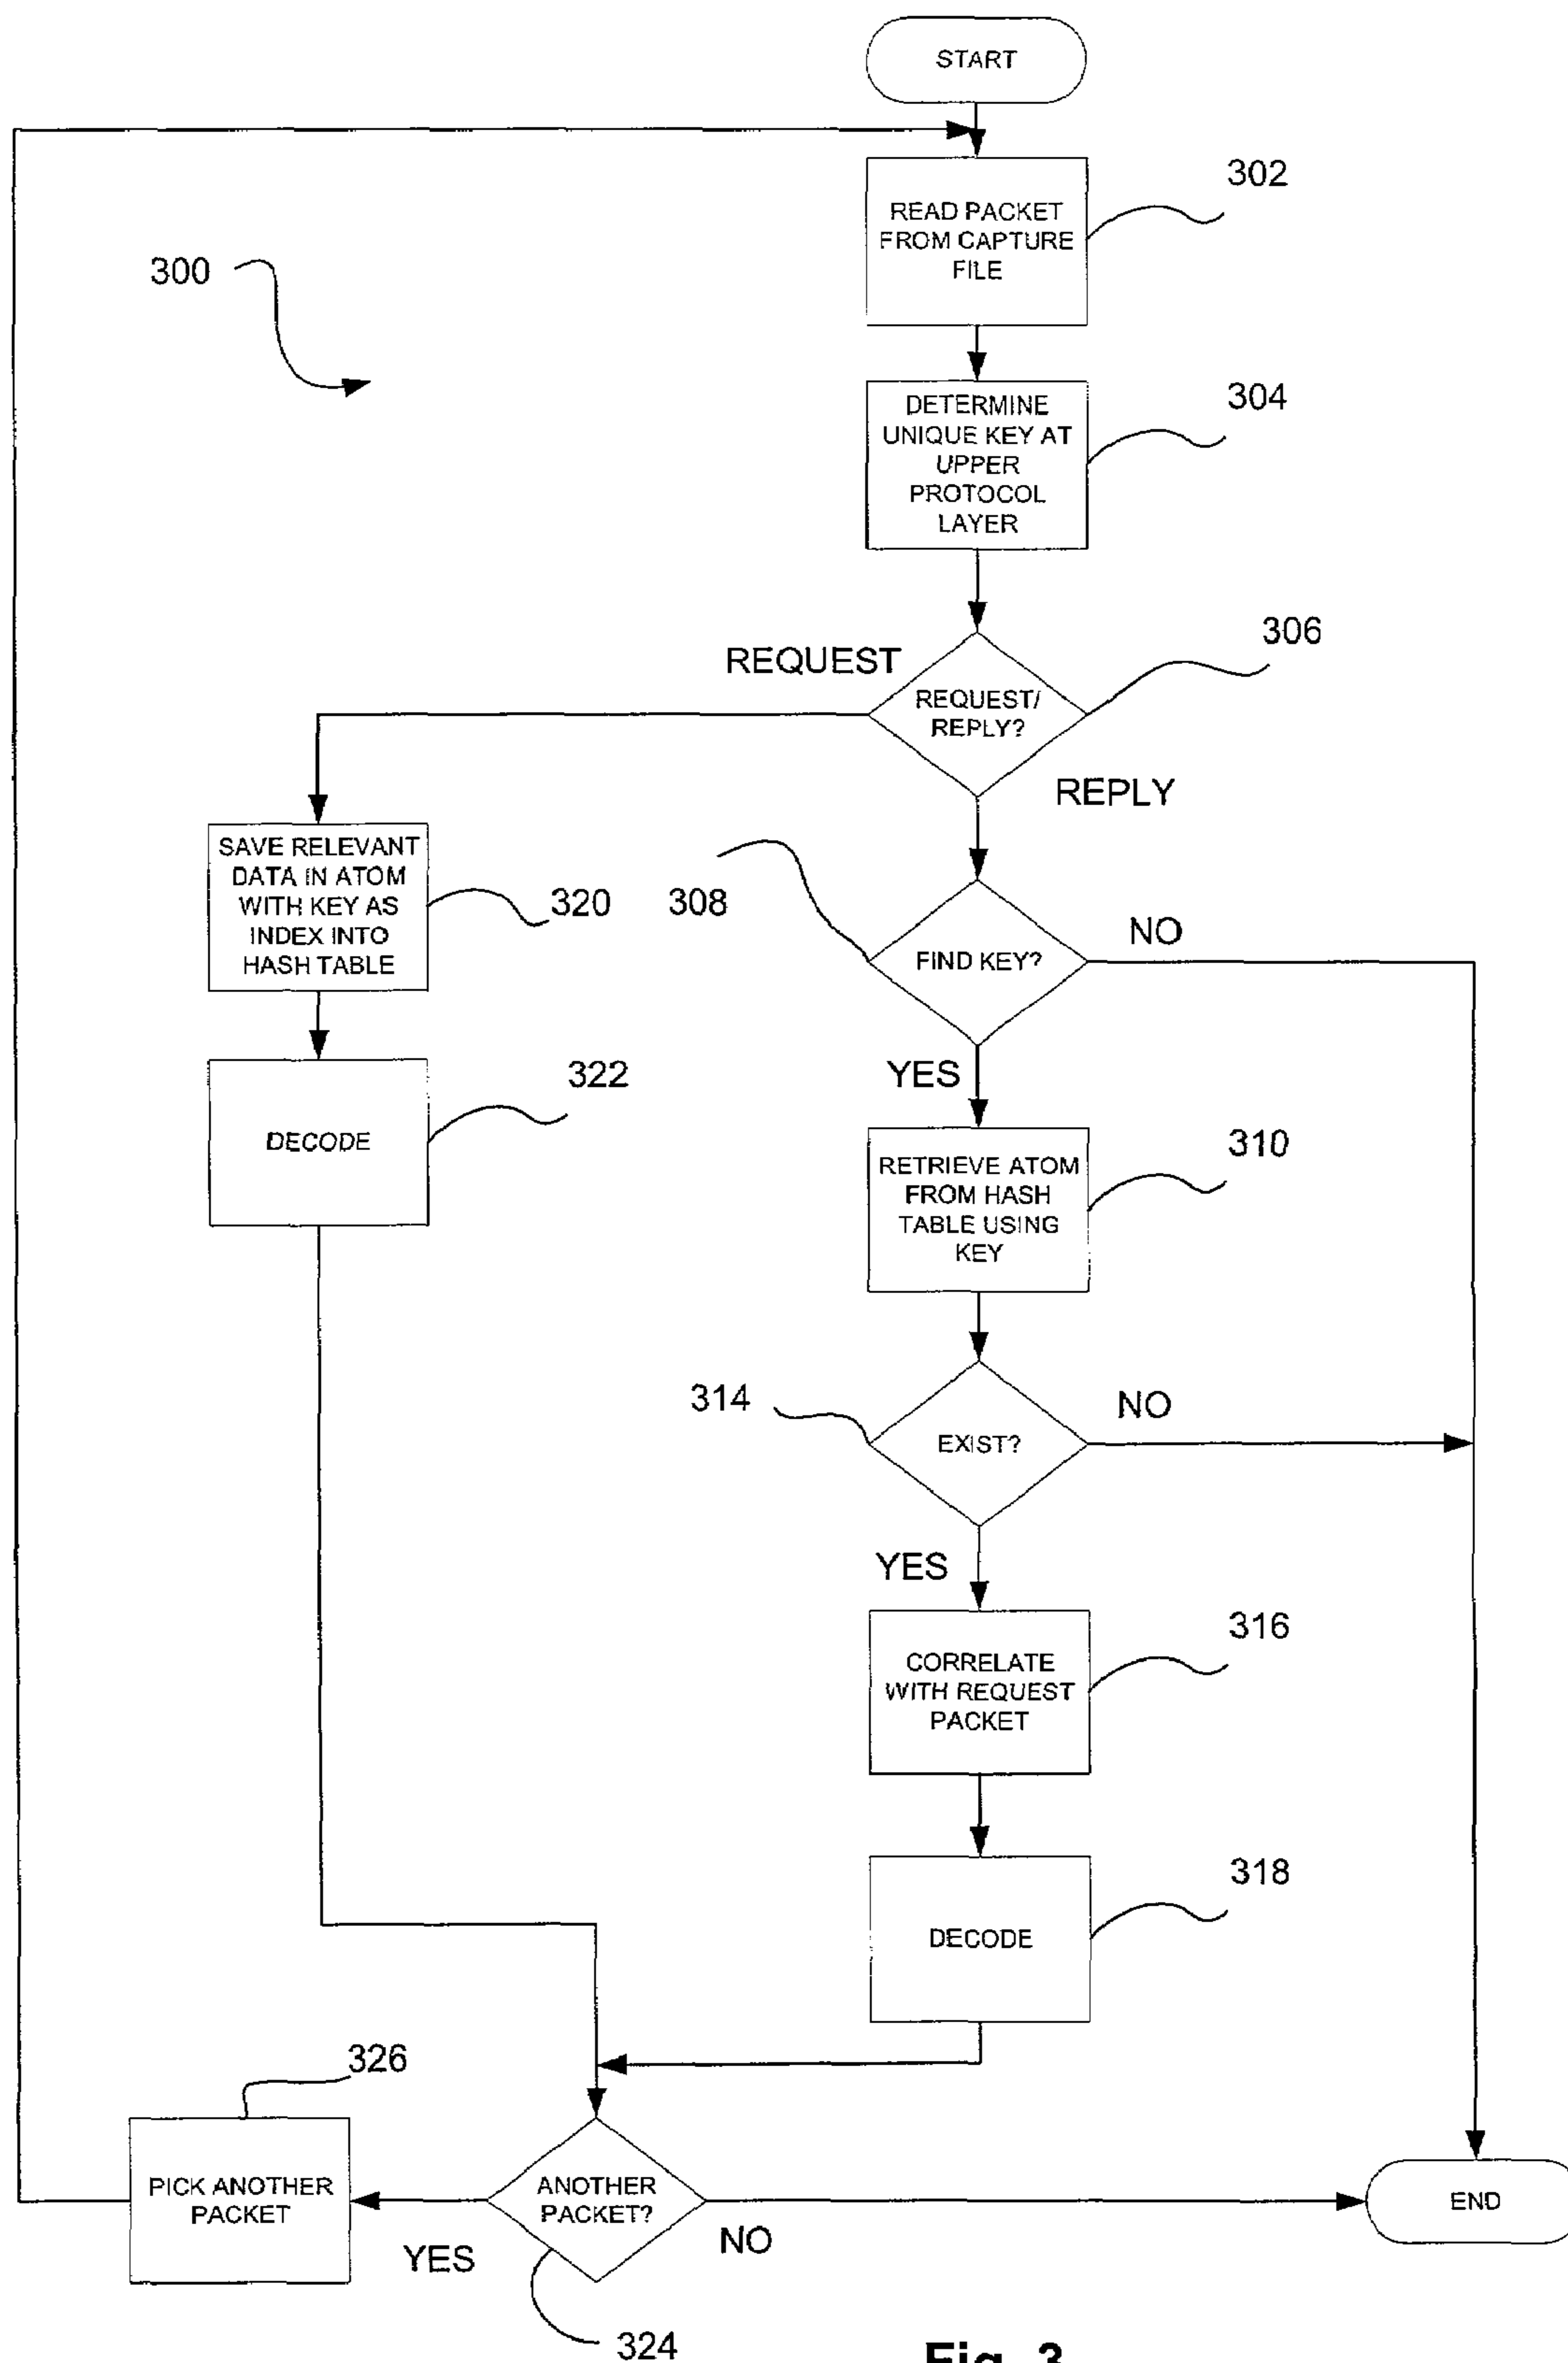 START
302
READ PACKET
FROM CAPTURE
FILE
300
304
DETERMINE
UNIQUE KEY AT
UPPER
PROTOCOL
LAYER
306
REQUEST
REQUEST/
REPLY?
REPLY
SAVE RELEVANT
DATA IN ATOM
WITH KEY AS
INDEX INTO
HASH TABLE
320
308
FIND KEY?
NO
YES
322
DECODE
310
RETRIEVE ATOM
FROM HASH
TABLE USING
KEY
314
EXIST?
NO
YES
316
CORRELATE
WITH REQUEST
PACKET
318
DECODE
326
PICK ANOTHER
PACKET
ANOTHER
PACKET?
YES
NO
END
324
Fig. 3